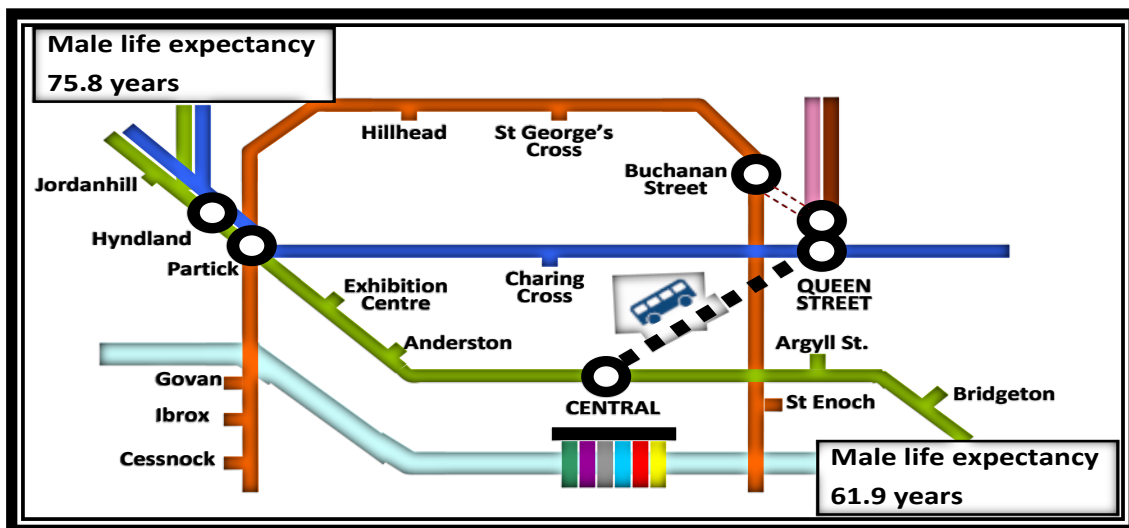 Male life expectancy
75.8 years
Hillhead
St George's
Cross
Buchanan
Street
Jordanhill
Hyndland
Partick
Exhibition
Centre
Charing
Cross
QUEEN
STREET
Anderston
Argyll St.
Govan
Ibrox
Cessnock
CENTRAL
St Enoch
Bridgeton
Male life expectancy
61.9 years